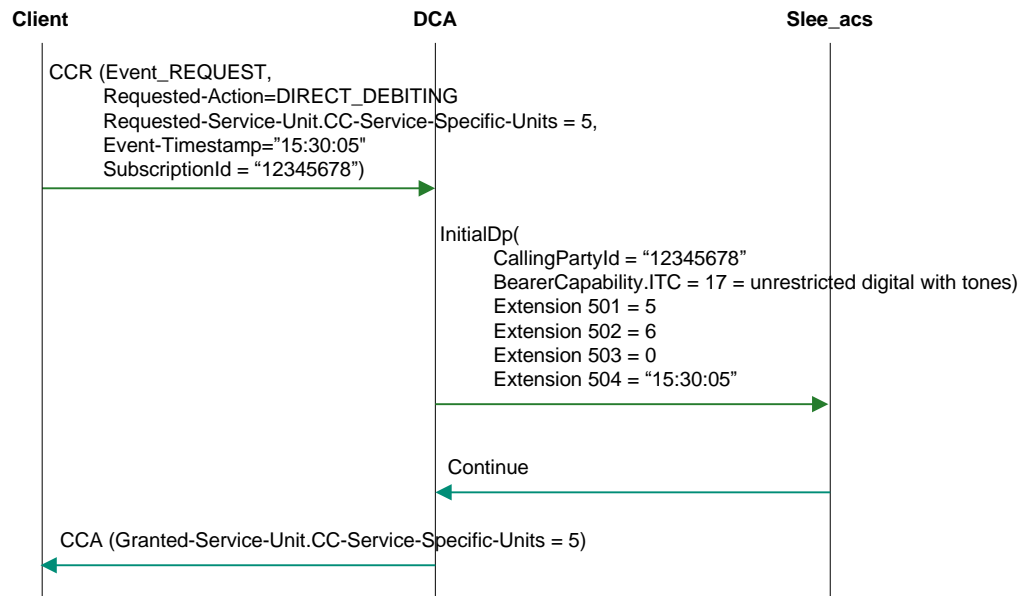 Client
DCA
Slee_acs
CCR (Event_REQUEST,
Requested-Action=DIRECT_DEBITING
Requested-Service-Unit.CC-Service-Specific-Units = 5,
Event-Timestamp=”15:30:05"
SubscriptionId = “12345678”)
InitialDp(
CallingPartyId = “12345678”
BearerCapability.ITC = 17 = unrestricted digital with tones)
Extension 501 = 5
Extension 502 = 6
Extension 503 = 0
Extension 504 = “15:30:05”
Continue
CCA (Granted-Service-Unit.CC-Service-Specific-Units = 5)